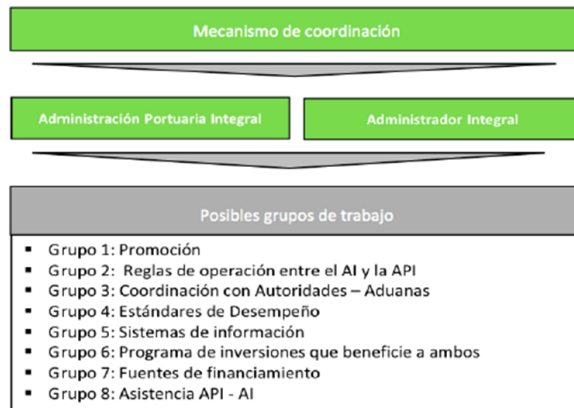 Mecanismo de coordinación
Administración Portuaria Integral
Administrador Integral
Posibles grupos de trabajo
▪ Grupo 1: Promoción
▪ Grupo 2: Reglas de operación entre el AI y la API
▪ Grupo 3: Coordinación con Autoridades – Aduanas
▪ Grupo 4: Estándares de Desempeño
▪ Grupo 5: Sistemas de información
▪ Grupo 6: Programa de inversiones que beneficie a ambos
▪ Grupo 7: Fuentes de financiamiento
▪ Grupo 8: Asistencia API - AI